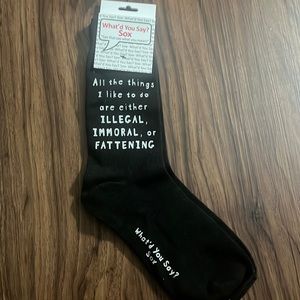 What'd You Say?
Sox
All the things
I like to do
are either
ILLEGAL,
IMMORAL, or
FATTENING
What'd You Say?
Sox